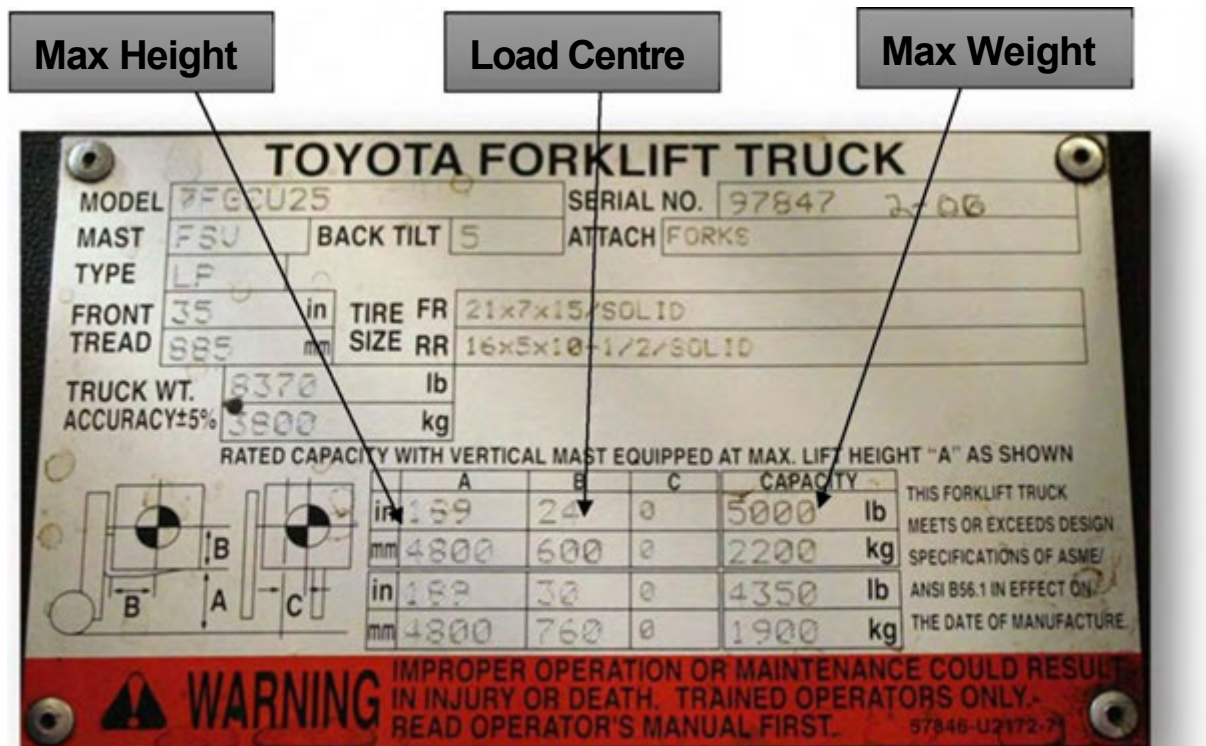 Max Height Load Centre Max Weight
TOYOTA FORKLIFT TRUCK
MODEL 7FGCU25 SERIAL NO. 97847 2-06
MAST FSV BACK TILT 5 ATTACH FORKS
TYPE LP
FRONT TREAD 35 in TIRE SIZE FR 21x7x15/SOLID
885 mm RR 16x5x10-1/2/SOLID
TRUCK WT. 8370 lb
ACCURACY±5% 3800 kg
RATED CAPACITY WITH VERTICAL MAST EQUIPPED AT MAX. LIFT HEIGHT "A" AS SHOWN
A B C CAPACITY
in 189 24 0 5000 lb
mm 4800 600 0 2200 kg
in 189 30 0 4350 lb
mm 4800 760 0 1900 kg
B
B A C
THIS FORKLIFT TRUCK
MEETS OR EXCEEDS DESIGN
SPECIFICATIONS OF ASME/
ANSI B56.1 IN EFFECT ON
THE DATE OF MANUFACTURE.
WARNING
IMPROPER OPERATION OR MAINTENANCE COULD RESULT
IN INJURY OR DEATH. TRAINED OPERATORS ONLY.
READ OPERATOR'S MANUAL FIRST. 57846-U2172-71